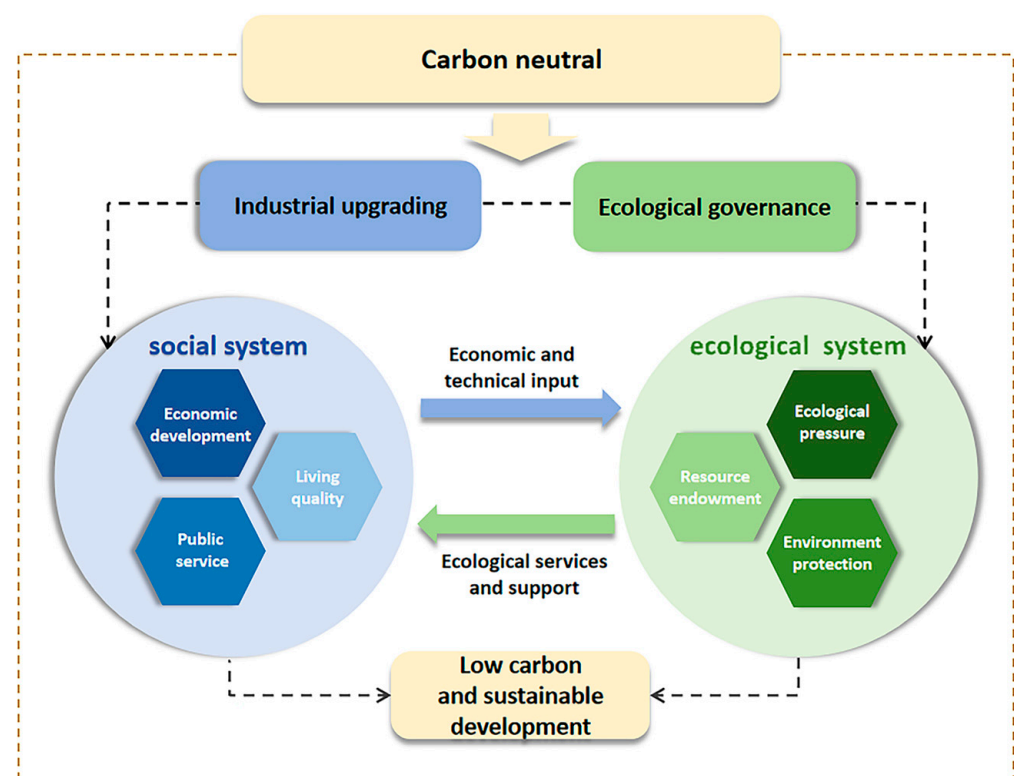 Carbon neutral
Industrial upgrading
Ecological governance
social system
Economic
development
Living
quality
Public
service
Economic and
technical input
Ecological services
and support
ecological system
Ecological
pressure
Resource
endowment
Environment
protection
Low carbon
and sustainable
development